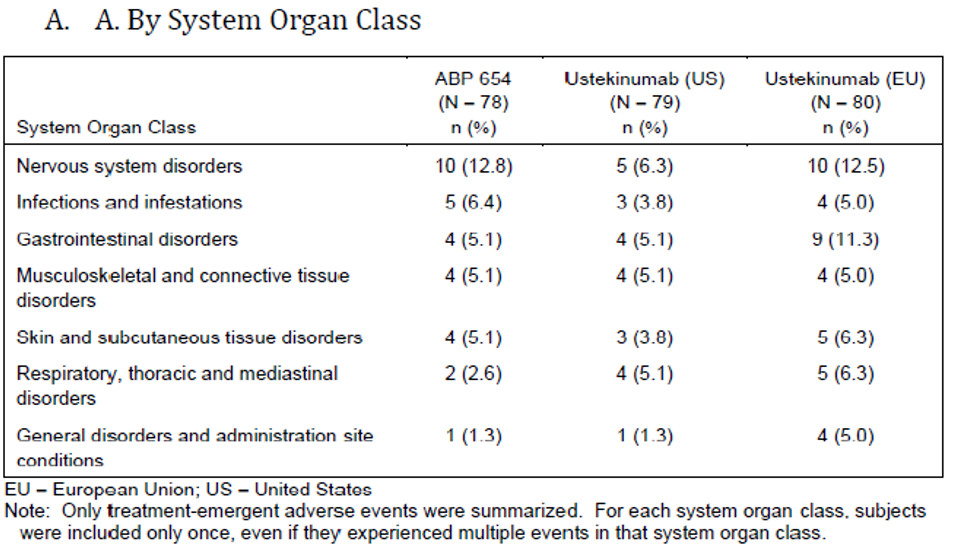 A. A. By System Organ Class
ABP 654 Ustekinumab (US) Ustekinumab (EU)
(N – 78) (N – 79) (N – 80)
System Organ Class n (%) n (%) n (%)
Nervous system disorders 10 (12.8) 5 (6.3) 10 (12.5)
Infections and infestations 5 (6.4) 3 (3.8) 4 (5.0)
Gastrointestinal disorders 4 (5.1) 4 (5.1) 9 (11.3)
Musculoskeletal and connective tissue 4 (5.1) 4 (5.1) 4 (5.0)
disorders
Skin and subcutaneous tissue disorders 4 (5.1) 3 (3.8) 5 (6.3)
Respiratory, thoracic and mediastinal 2 (2.6) 4 (5.1) 5 (6.3)
disorders
General disorders and administration site 1 (1.3) 1 (1.3) 4 (5.0)
conditions
EU – European Union; US – United States
Note: Only treatment-emergent adverse events were summarized. For each system organ class, subjects
were included only once, even if they experienced multiple events in that system organ class.